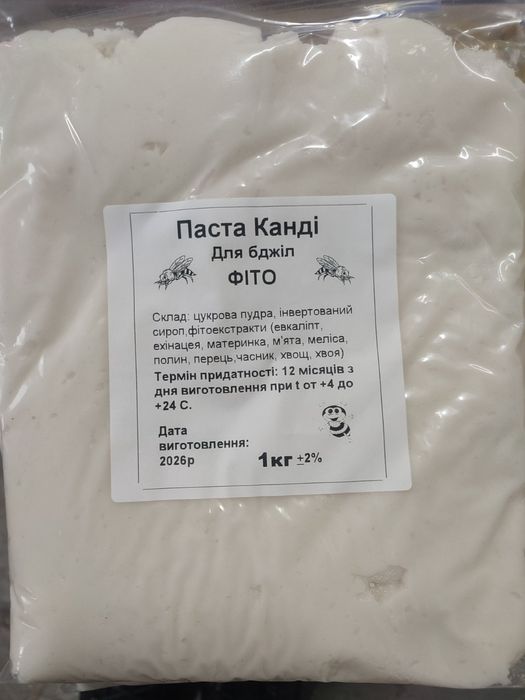 Паста Канді
Для бджіл
ФІТО
Склад: цукрова пудра, інвертований
сироп,фітоекстракти (евкаліпт,
ехінацея, материнка, м'ята, меліса,
полин, перець,часник, хвощ, хвоя)
Термін придатності: 12 місяців з
дня виготовлення при t от +4 до
+24 С.
Дата
виготовлення:
2026р
1кг ±2%